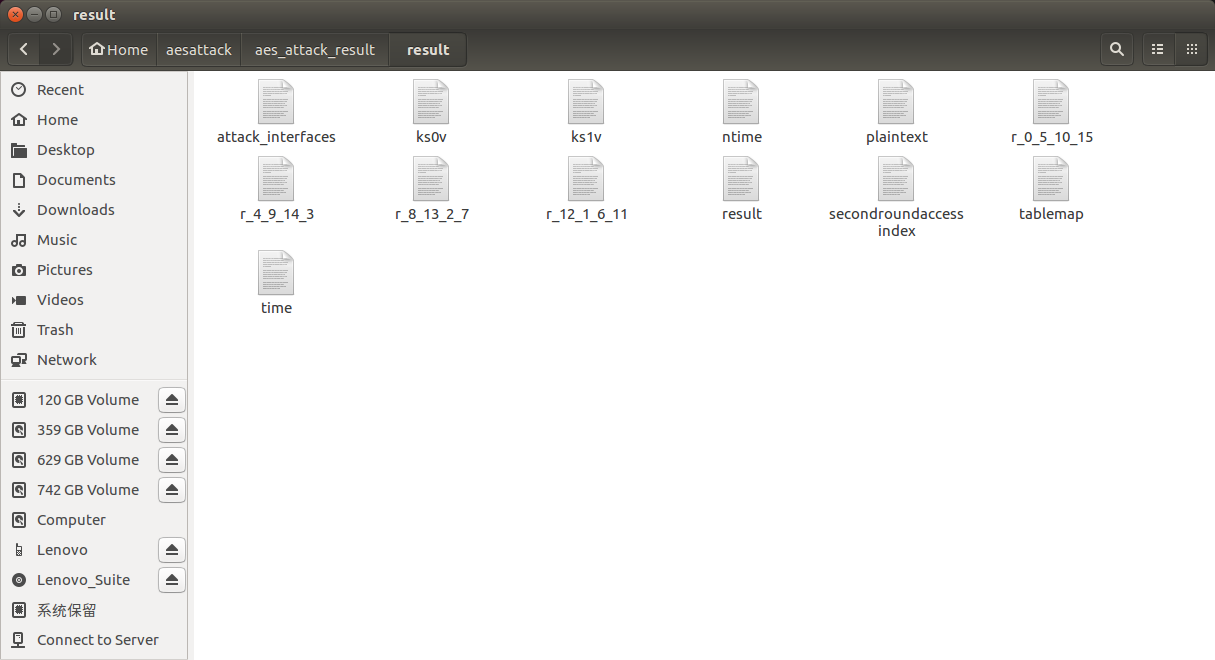 result
Home
aesattack
aes_attack_result
result
Recent
Home
Desktop
Documents
Downloads
Music
Pictures
Videos
Trash
Network
120 GB Volume
359 GB Volume
629 GB Volume
742 GB Volume
Computer
Lenovo
Lenovo_Suite
系统保留
Connect to Server
attack_interfaces
ks0v
ks1v
ntime
plaintext
r_0_5_10_15
r_4_9_14_3
r_8_13_2_7
r_12_1_6_11
result
secondroundaccess
index
tablemap
time